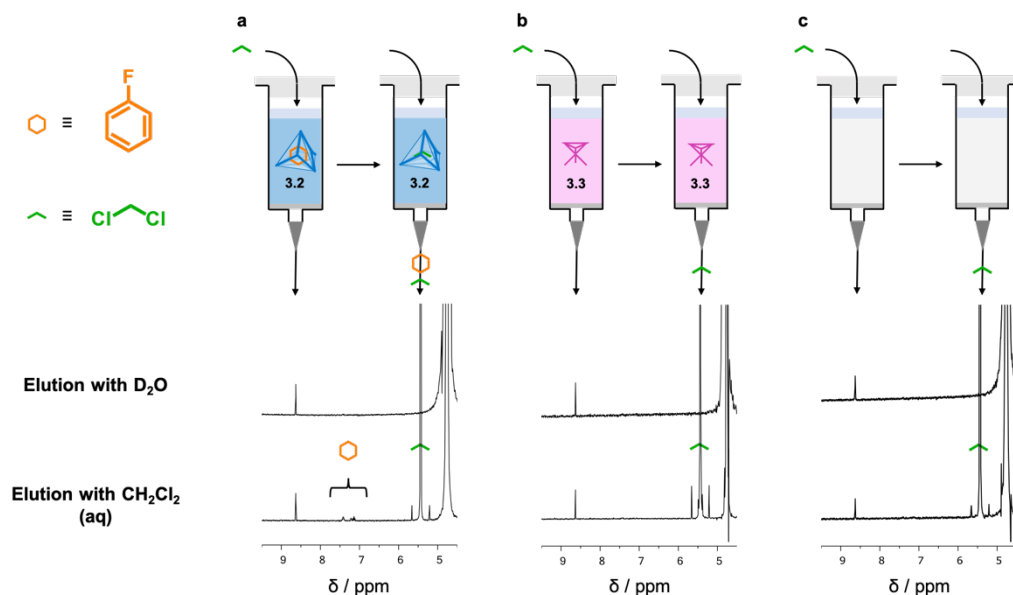 a
b
c
F
≡
3.2
3.2
3.3
3.3
≡
Cl
Cl
Elution with D₂O
Elution with CH₂Cl₂
(aq)
9 8 7 6 5
9 8 7 6 5
9 8 7 6 5
δ / ppm
δ / ppm
δ / ppm